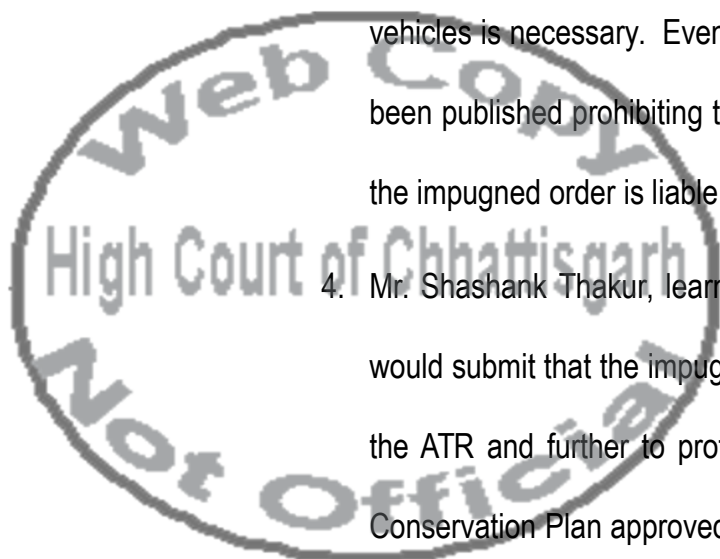 vehicles is necessary. Even
been published prohibiting t
the impugned order is liable
4. Mr. Shashank Thakur, learn
would submit that the impug
the ATR and further to prot
Conservation Plan approved
Web Copy
High Court of Chhattisgarh
Not Official